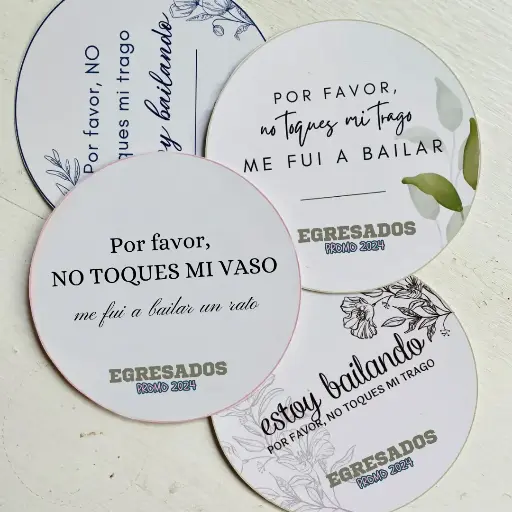 Por favor, NO
ques mi trago
y bailando
POR FAVOR,
no toques mi trago
ME FUI A BAILAR
EGRESADOS
PROMO 2024
Por favor,
NO TOQUES MI VASO
me fui a bailar un rato
EGRESADOS
PROMO 2024
estoy bailando
POR FAVOR, NO TOQUES MI TRAGO
EGRESADOS
PROMO 2024